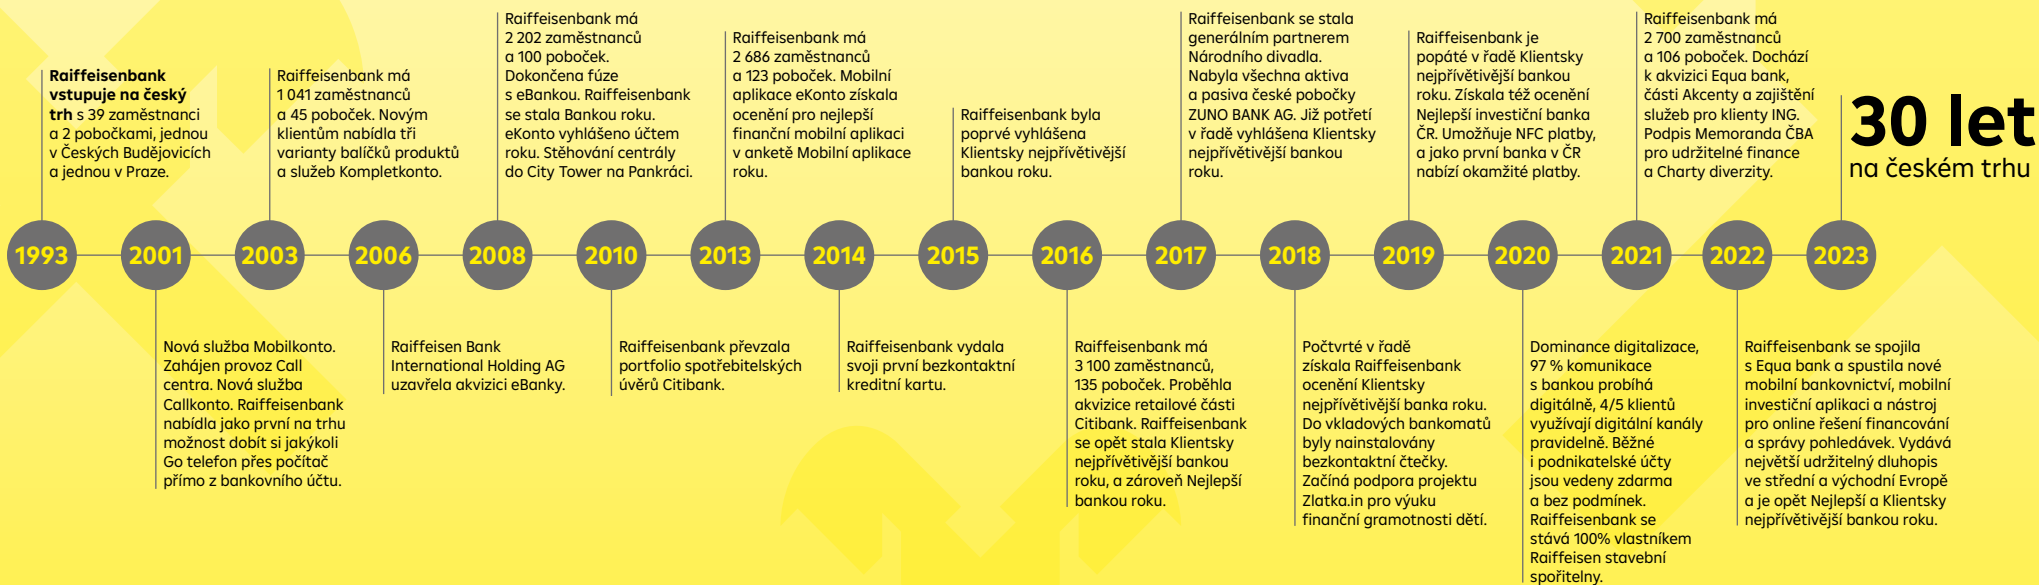 Raiffeisenbank
vstupuje na český
trh s 39 zaměstnanci
a 2 pobočkami, jednou
v Českých Budějovicích
a jednou v Praze.
Raiffeisenbank má
1 041 zaměstnanců
a 45 poboček. Novým
klientům nabídla tři
varianty balíčků produktů
a služeb Kompletkonto.
Raiffeisenbank má
2 202 zaměstnanců
a 100 poboček.
Dokončena fúze
s eBankou. Raiffeisenbank
se stala Bankou roku.
eKonto vyhlášeno účtem
roku. Stěhování centrály
do City Tower na Pankráci.
Raiffeisenbank má
2 686 zaměstnanců
a 123 poboček. Mobilní
aplikace eKonto získala
ocenění pro nejlepší
finanční mobilní aplikaci
v anketě Mobilní aplikace
roku.
Raiffeisenbank byla
poprvé vyhlášena
Klientsky nejpřívětivější
bankou roku.
Raiffeisenbank se stala
generálním partnerem
Národního divadla.
Nabyla všechna aktiva
a pasiva české pobočky
ZUNO BANK AG. Již potřetí
v řadě vyhlášena Klientsky
nejpřívětivější bankou
roku.
Raiffeisenbank je
popáté v řadě Klientsky
nejpřívětivější bankou
roku. Získala též ocenění
Nejlepší investiční banka
ČR. Umožňuje NFC platby,
a jako první banka v ČR
nabízí okamžité platby.
Raiffeisenbank má
2 700 zaměstnanců
a 106 poboček. Dochází
k akvizici Equa bank,
části Akcenty a zajištění
služeb pro klienty ING.
Podpis Memoranda ČBA
pro udržitelné finance
a Charty diverzity.
30 let
na českém trhu
1993
2001
2003
2006
2008
2010
2013
2014
2015
2016
2017
2018
2019
2020
2021
2022
2023
Nová služba Mobilkonto.
Zahájen provoz Call
centra. Nová služba
Callkonto. Raiffeisenbank
nabídla jako první na trhu
možnost dobít si jakýkoli
Go telefon přes počítač
přímo z bankovního účtu.
Raiffeisen Bank
International Holding AG
uzavřela akvizici eBanky.
Raiffeisenbank převzala
portfolio spotřebitelských
úvěrů Citibank.
Raiffeisenbank vydala
svoji první bezkontaktní
kreditní kartu.
Raiffeisenbank má
3 100 zaměstnanců,
135 poboček. Proběhla
akvizice retailové části
Citibank. Raiffeisenbank
se opět stala Klientsky
nejpřívětivější bankou
roku, a zároveň Nejlepší
bankou roku.
Počtvrté v řadě
získala Raiffeisenbank
ocenění Klientsky
nejpřívětivější banka roku.
Do vkladových bankomatů
byly nainstalovány
bezkontaktní čtečky.
Začíná podpora projektu
Zlatka.in pro výuku
finanční gramotnosti dětí.
Dominance digitalizace,
97 % komunikace
s bankou probíhá
digitálně, 4/5 klientů
využívají digitální kanály
pravidelně. Běžné
i podnikatelské účty
jsou vedeny zdarma
a bez podmínek.
Raiffeisenbank se
stává 100% vlastníkem
Raiffeisen stavební
spořitelny.
Raiffeisenbank se spojila
s Equa bank a spustila nové
mobilní bankovnictví, mobilní
investiční aplikaci a nástroj
pro online řešení financování
a správy pohledávek. Vydává
největší udržitelný dluhopis
ve střední a východní Evropě
a je opět Nejlepší a Klientsky
nejpřívětivější bankou roku.